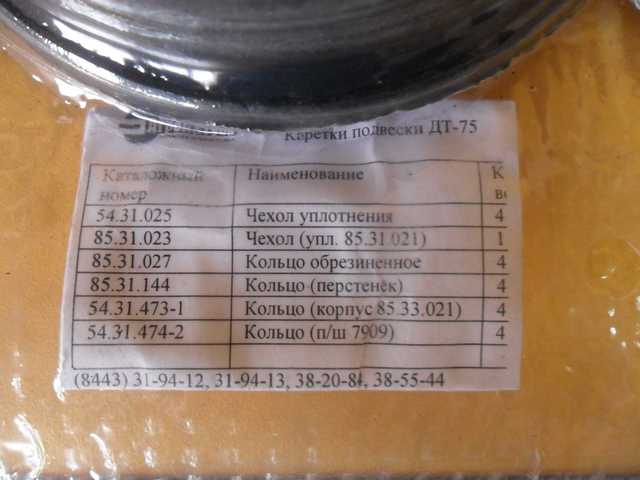 Каретки подвески ДТ-75
Каталожный номер Наименование К
54.31.025 Чехол уплотнения 4
85.31.023 Чехол (упл. 85.31.021) 1
85.31.027 Кольцо обрезиненное 4
85.31.144 Кольцо (перстенёк) 4
54.31.473-1 Кольцо (корпус 85.33.021) 4
54.31.474-2 Кольцо (п/ш 7909) 4
(8443) 31-94-12, 31-94-13, 38-20-84, 38-55-44